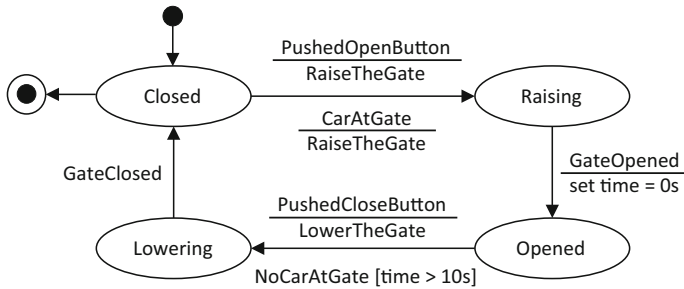 PushedOpenButton
RaiseTheGate
Closed
Raising
CarAtGate
RaiseTheGate
GateClosed
GateOpened
set time = 0s
PushedCloseButton
LowerTheGate
Lowering
Opened
NoCarAtGate [time > 10s]